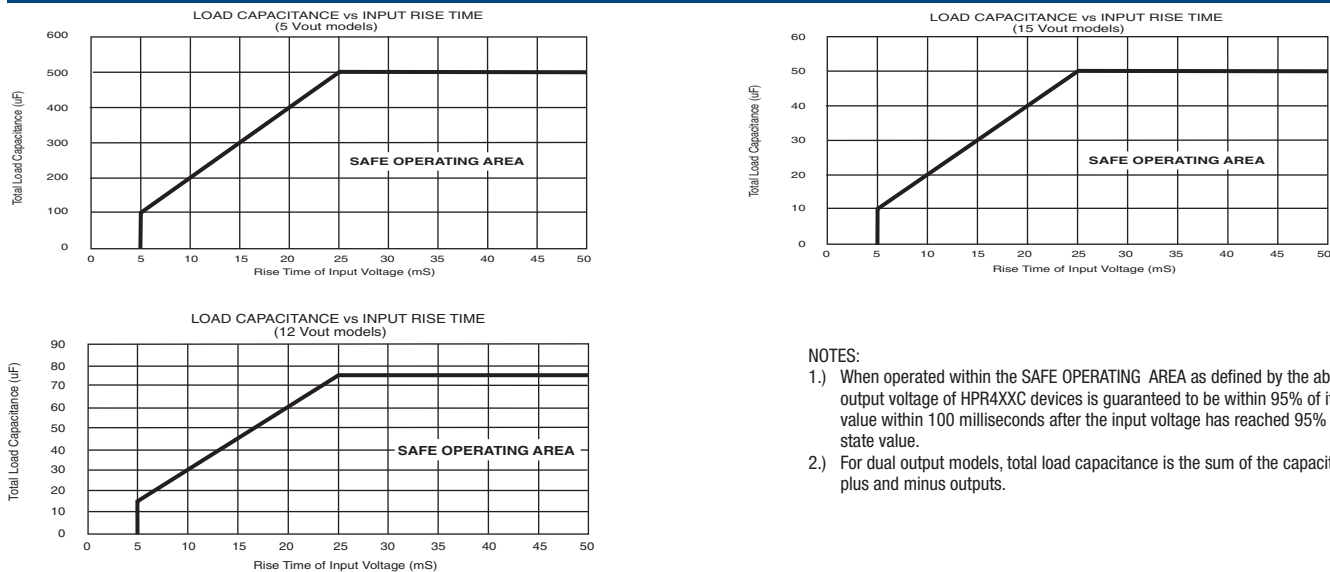 LOAD CAPACITANCE vs INPUT RISE TIME
(5 Vout models)
600
500
400
300
200
100
0
Total Load Capacitance (uF)
SAFE OPERATING AREA
0 5 10 15 20 25 30 35 40 45 50
Rise Time of Input Voltage (mS)
LOAD CAPACITANCE vs INPUT RISE TIME
(15 Vout models)
60
50
40
30
20
10
0
Total Load Capacitance (uF)
SAFE OPERATING AREA
0 5 10 15 20 25 30 35 40 45 50
Rise Time of Input Voltage (mS)
LOAD CAPACITANCE vs INPUT RISE TIME
(12 Vout models)
90
80
70
60
50
40
30
20
10
0
Total Load Capacitance (uF)
SAFE OPERATING AREA
0 5 10 15 20 25 30 35 40 45 50
Rise Time of Input Voltage (mS)
NOTES:
1.) When operated within the SAFE OPERATING AREA as defined by the
output voltage of HPR4XXC devices is guaranteed to be within 95% of
value within 100 milliseconds after the input voltage has reached 95%
state value.
2.) For dual output models, total load capacitance is the sum of the
plus and minus outputs.